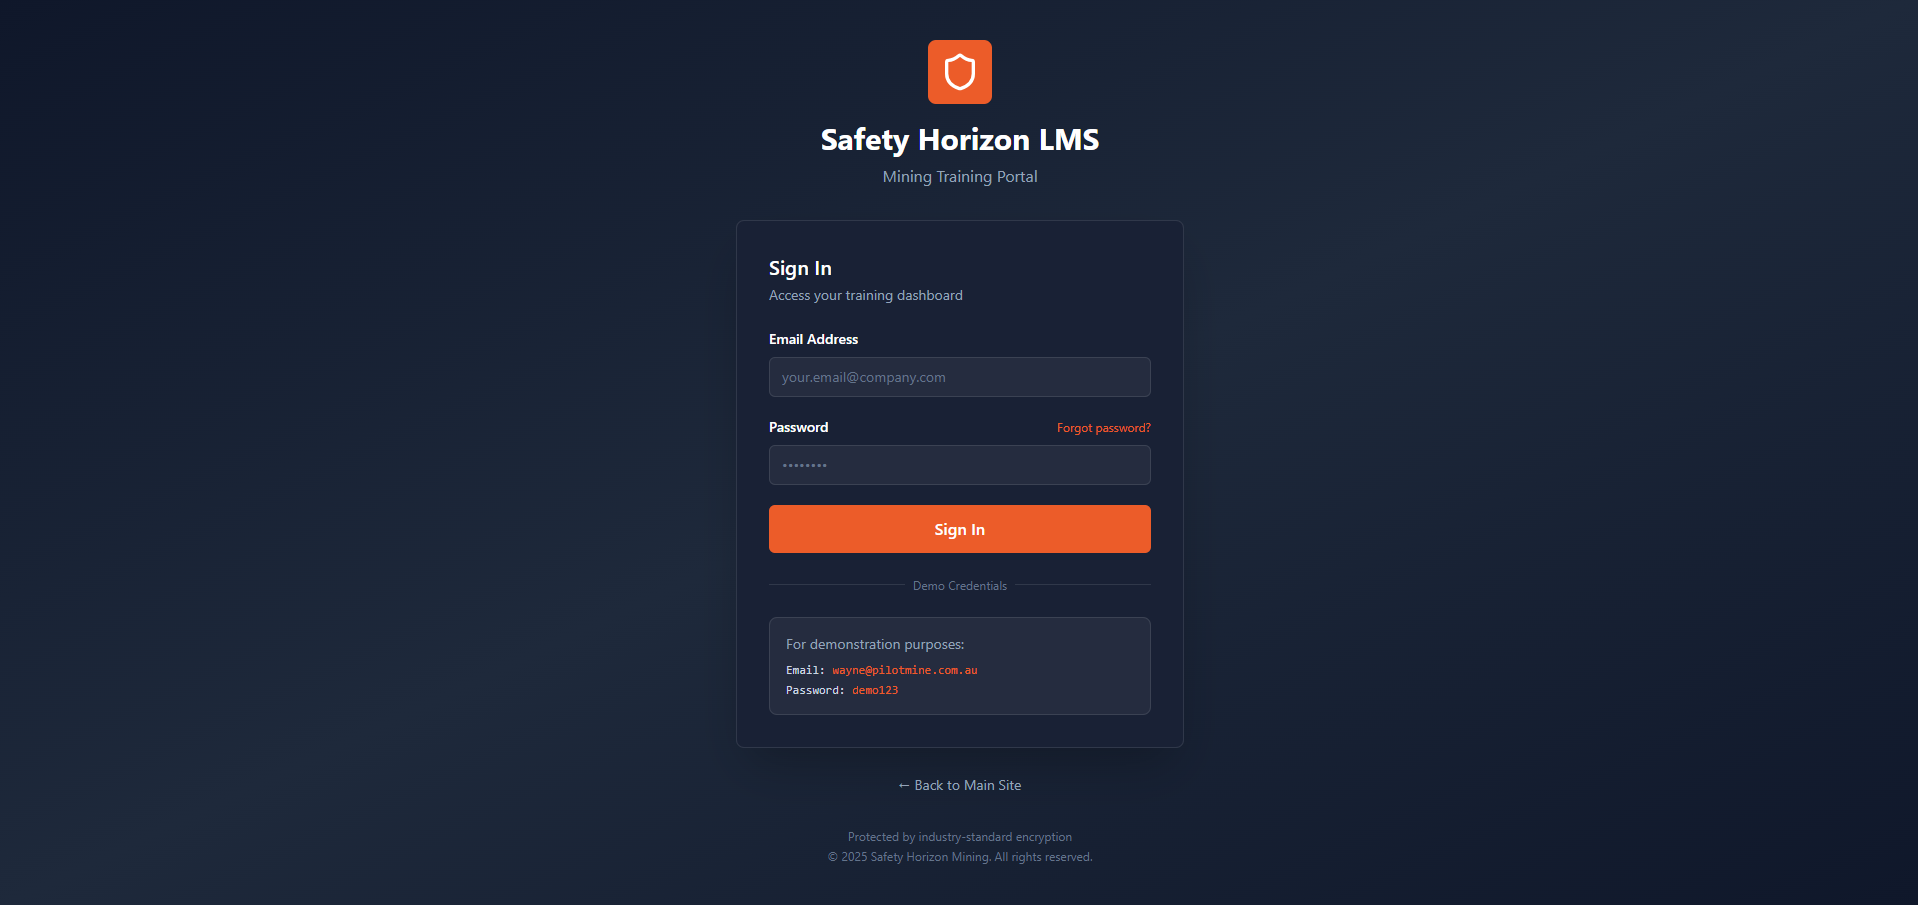 Safety Horizon LMS
Mining Training Portal
Sign In
Access your training dashboard
Email Address
your.email@company.com
Password
Forgot password?
••••••••
Sign In
Demo Credentials
For demonstration purposes:
Email: wayne@pilotmine.com.au
Password: demo123
← Back to Main Site
Protected by industry-standard encryption
© 2025 Safety Horizon Mining. All rights reserved.